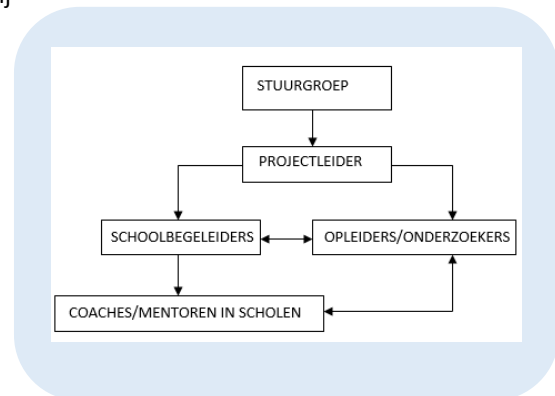 STUURGROEP
PROJECTLEIDER
SCHOOLBEGELEIDERS
OPLEIDERS/ONDERZOEKERS
COACHES/MENTOREN IN SCHOLEN